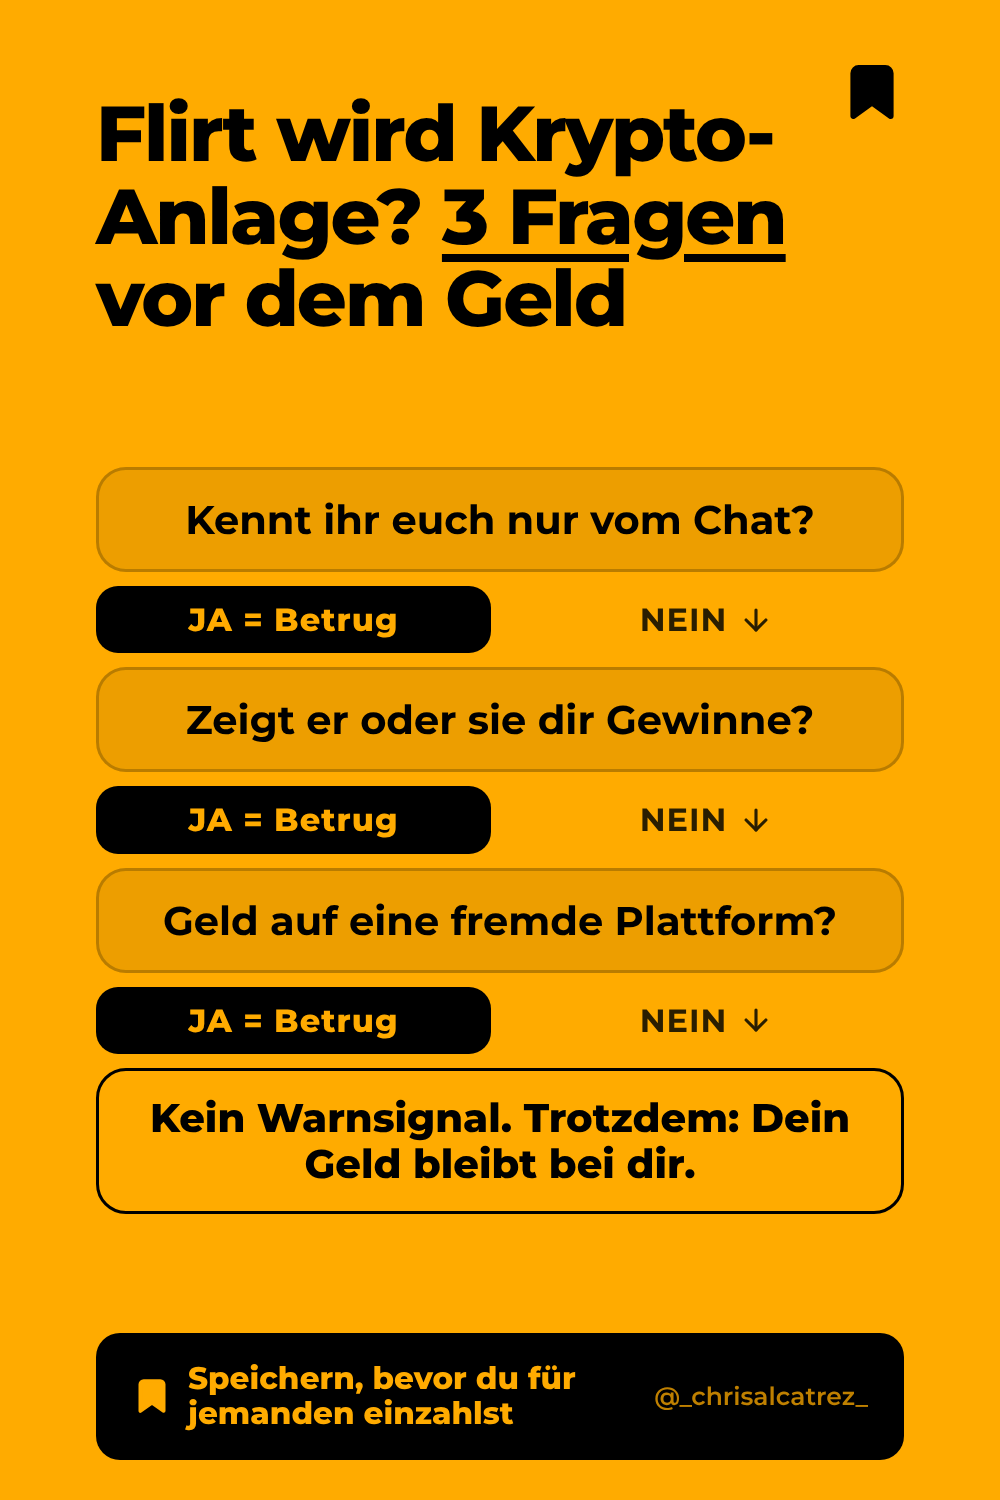 Flirt wird Krypto-
Anlage? 3 Fragen
vor dem Geld
Kennt ihr euch nur vom Chat?
JA = Betrug
NEIN ↓
Zeigt er oder sie dir Gewinne?
JA = Betrug
NEIN ↓
Geld auf eine fremde Plattform?
JA = Betrug
NEIN ↓
Kein Warnsignal. Trotzdem: Dein
Geld bleibt bei dir.
Speichern, bevor du für
jemanden einzahlst
@_chrisalcatrez_